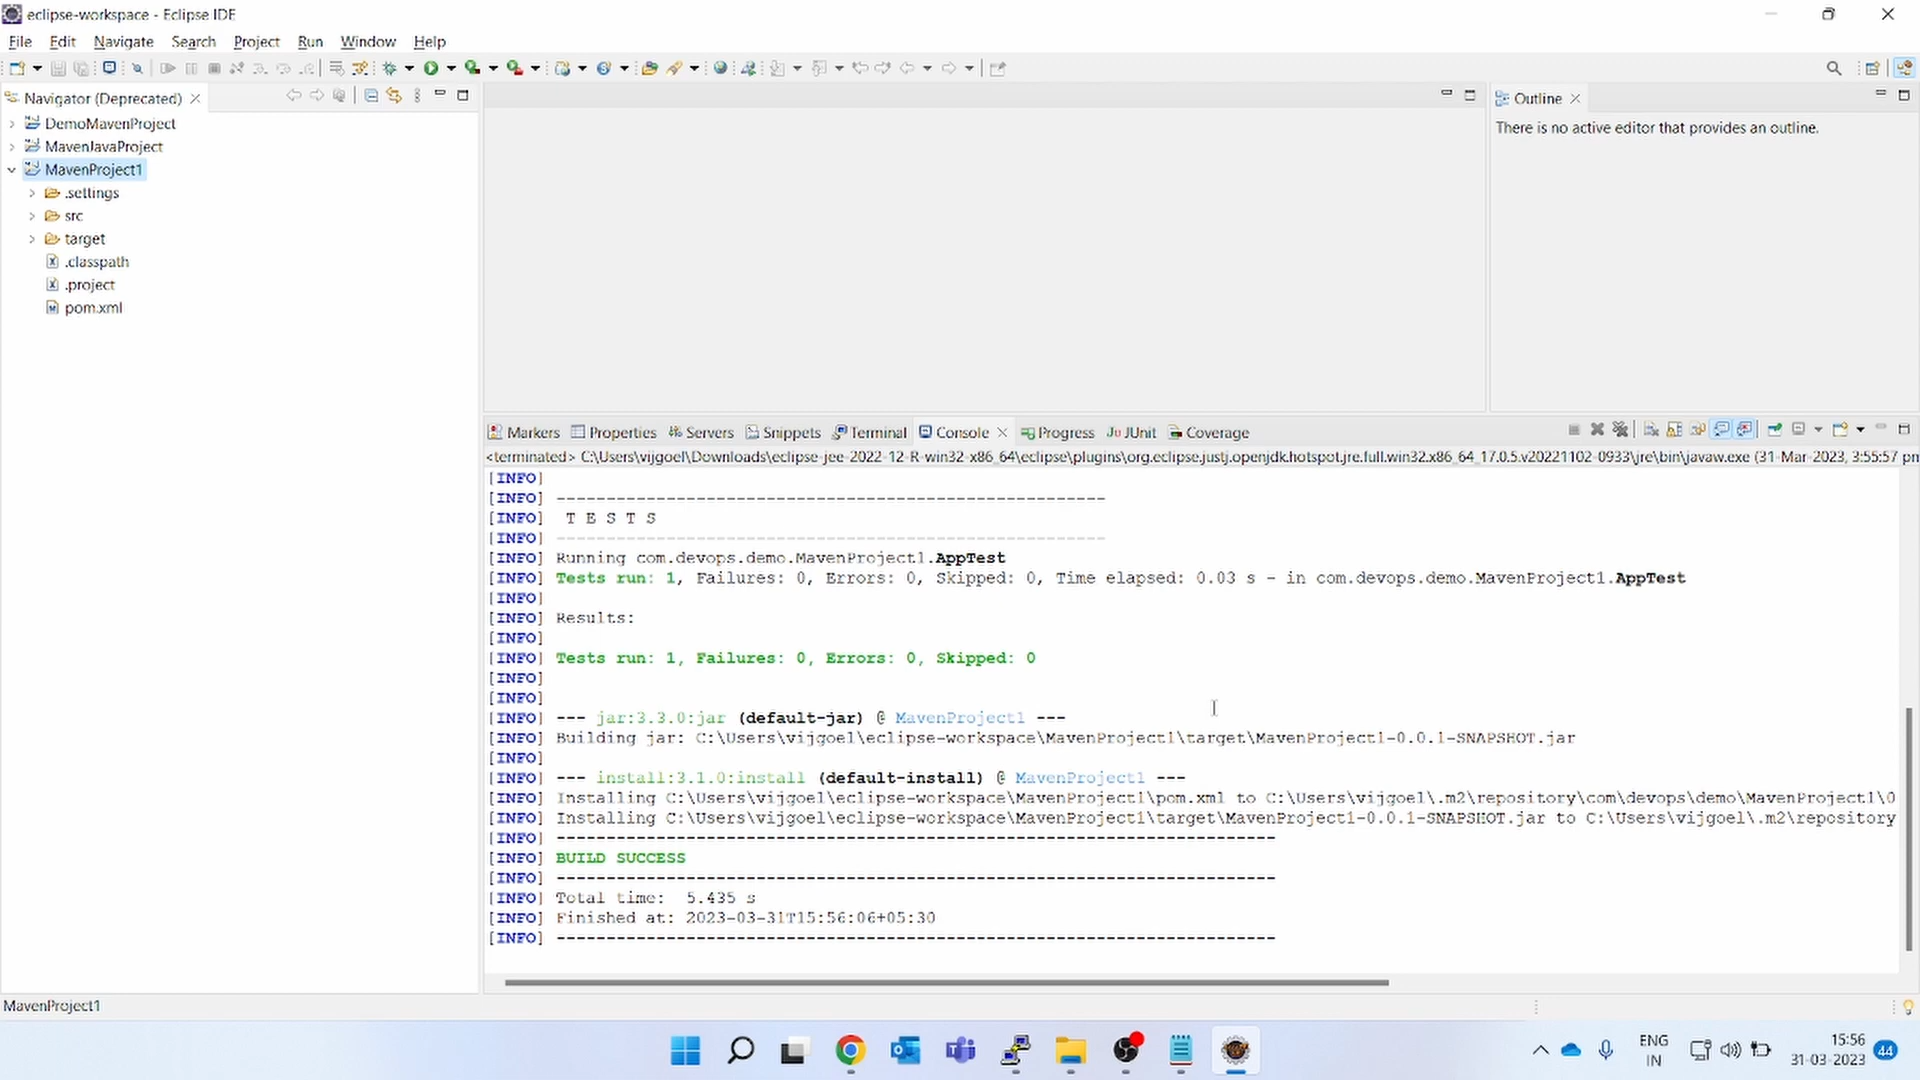 eclipse-workspace - Eclipse IDE
File Edit Navigate Search Project Run Window Help
Navigator (Deprecated)
DemoMavenProject
MavenJavaProject
MavenProject1
.settings
src
target
.classpath
.project
pom.xml
Outline
There is no active editor that provides an outline.
Markers Properties Servers Snippets Terminal Console Progress JUnit Coverage
<terminated> C:\Users\vijgoel\Downloads\eclipse-jee-2022-12-R-win32-x86_64\eclipse\plugins\org.eclipse.justj.openjdk.hotspot.jre.full.win32.x86_64_17.0.5.v20221102-0933\jre\bin\javaw.exe (31-Mar-2023, 3:55:57 pm
[INFO]
[INFO] -------------------------------------------------------
[INFO]  T E S T S
[INFO] -------------------------------------------------------
[INFO] Running com.devops.demo.MavenProject1.AppTest
[INFO] Tests run: 1, Failures: 0, Errors: 0, Skipped: 0, Time elapsed: 0.03 s - in com.devops.demo.MavenProject1.AppTest
[INFO]
[INFO] Results:
[INFO]
[INFO] Tests run: 1, Failures: 0, Errors: 0, Skipped: 0
[INFO]
[INFO]
[INFO] --- jar:3.3.0:jar (default-jar) @ MavenProject1 ---
[INFO] Building jar: C:\Users\vijgoel\eclipse-workspace\MavenProject1\target\MavenProject1-0.0.1-SNAPSHOT.jar
[INFO]
[INFO] --- install:3.1.0:install (default-install) @ MavenProject1 ---
[INFO] Installing C:\Users\vijgoel\eclipse-workspace\MavenProject1\pom.xml to C:\Users\vijgoel\.m2\repository\com\devops\demo\MavenProject1\0
[INFO] Installing C:\Users\vijgoel\eclipse-workspace\MavenProject1\target\MavenProject1-0.0.1-SNAPSHOT.jar to C:\Users\vijgoel\.m2\repository
[INFO] ------------------------------------------------------------------------
[INFO] BUILD SUCCESS
[INFO] ------------------------------------------------------------------------
[INFO] Total time:  5.435 s
[INFO] Finished at: 2023-03-31T15:56:06+05:30
[INFO] ------------------------------------------------------------------------
MavenProject1
ENG
IN
15:56
31-03-2023
44